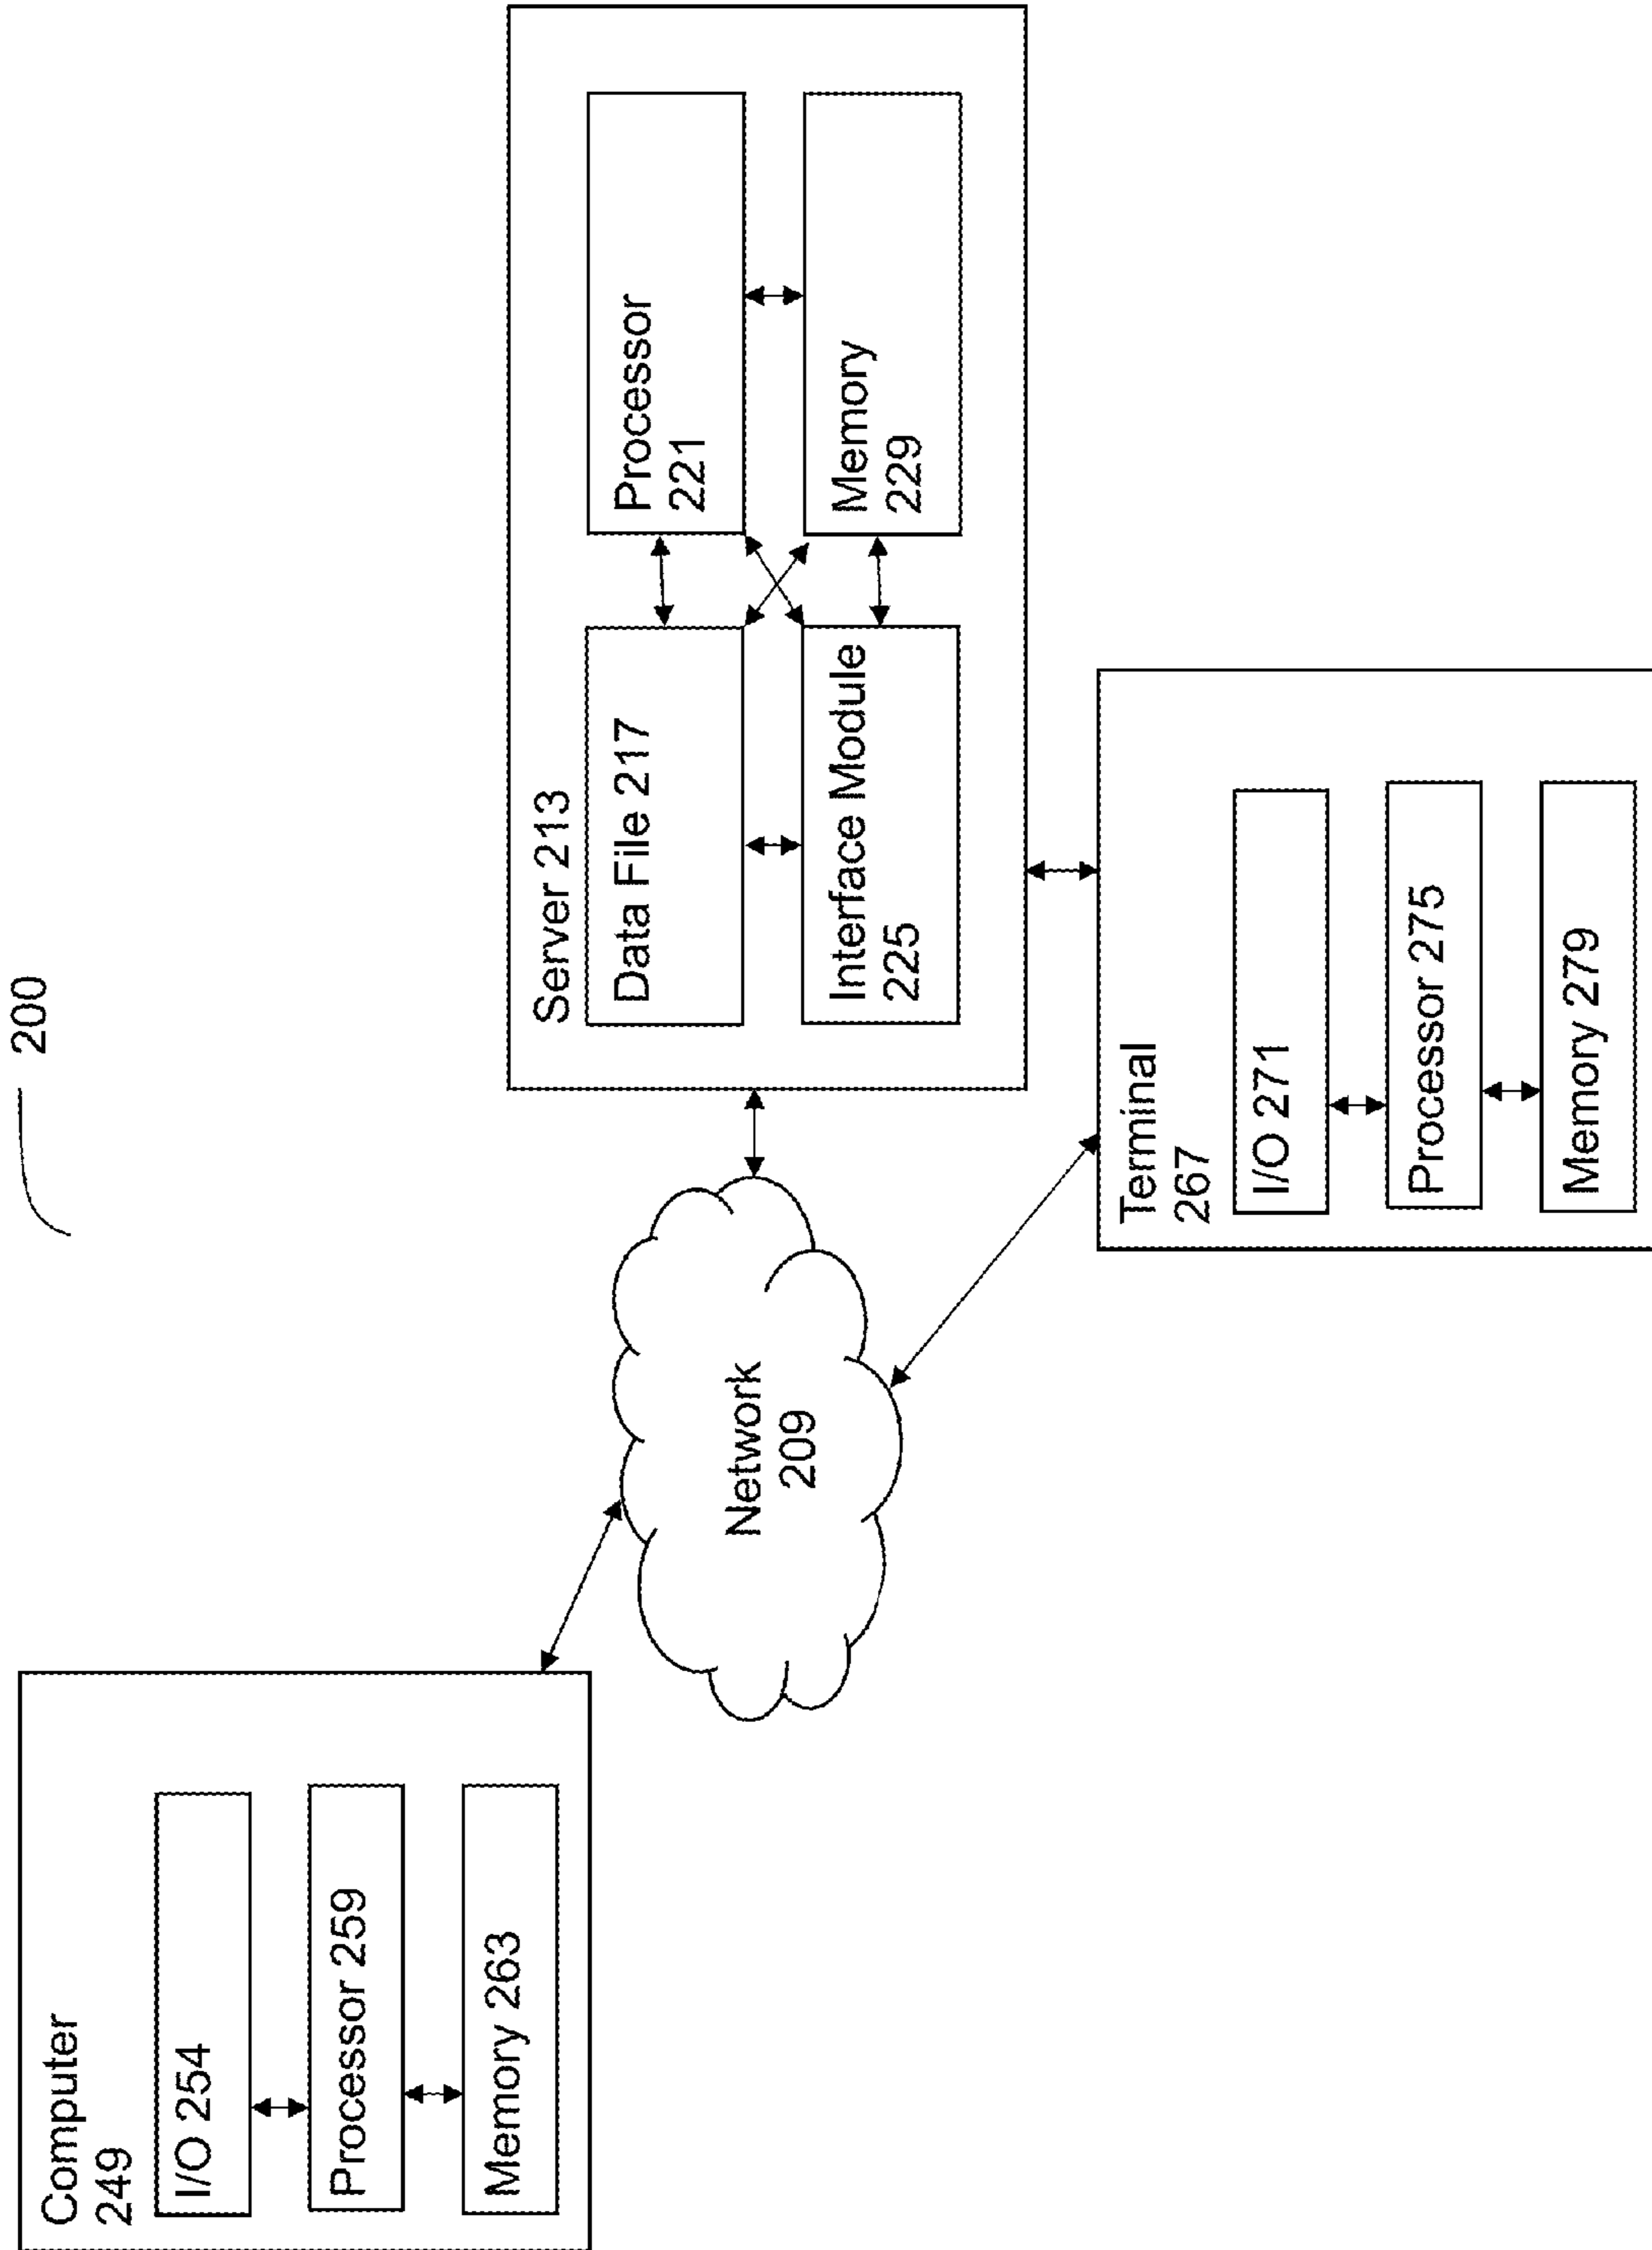 200
Computer
249
I/O 254
Processor 259
Memory 263
Network
209
Server 213
Data File 217
Processor
221
Interface Module
225
Memory
229
Terminal
267
I/O 271
Processor 275
Memory 279